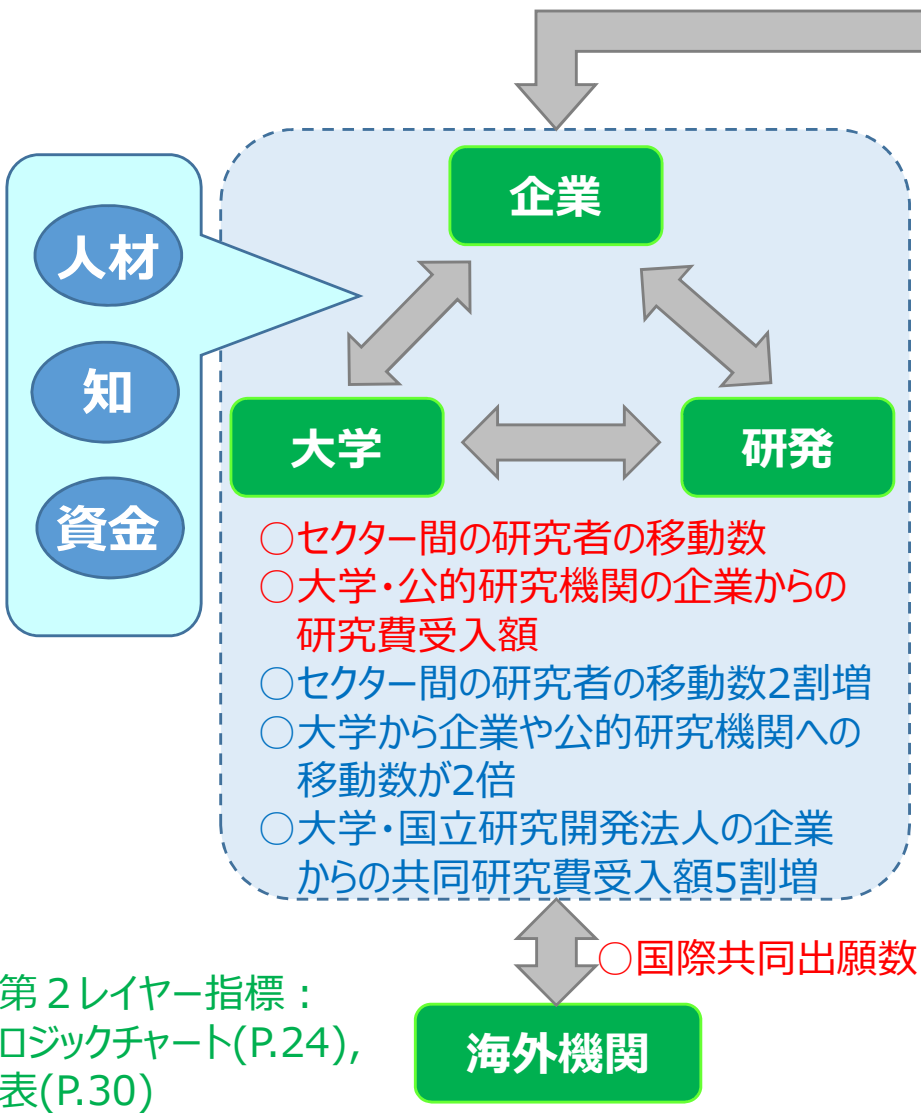 企業
人材
知
資金
大学
研発
○セクター間の研究者の移動数
○大学・公的研究機関の企業からの
研究費受入額
○セクター間の研究者の移動数2割増
○大学から企業や公的研究機関への
移動数が2倍
○大学・国立研究開発法人の企業
からの共同研究費受入額5割増
○国際共同出願数
第２レイヤー指標：
ロジックチャート(P.24),
表(P.30)
海外機関